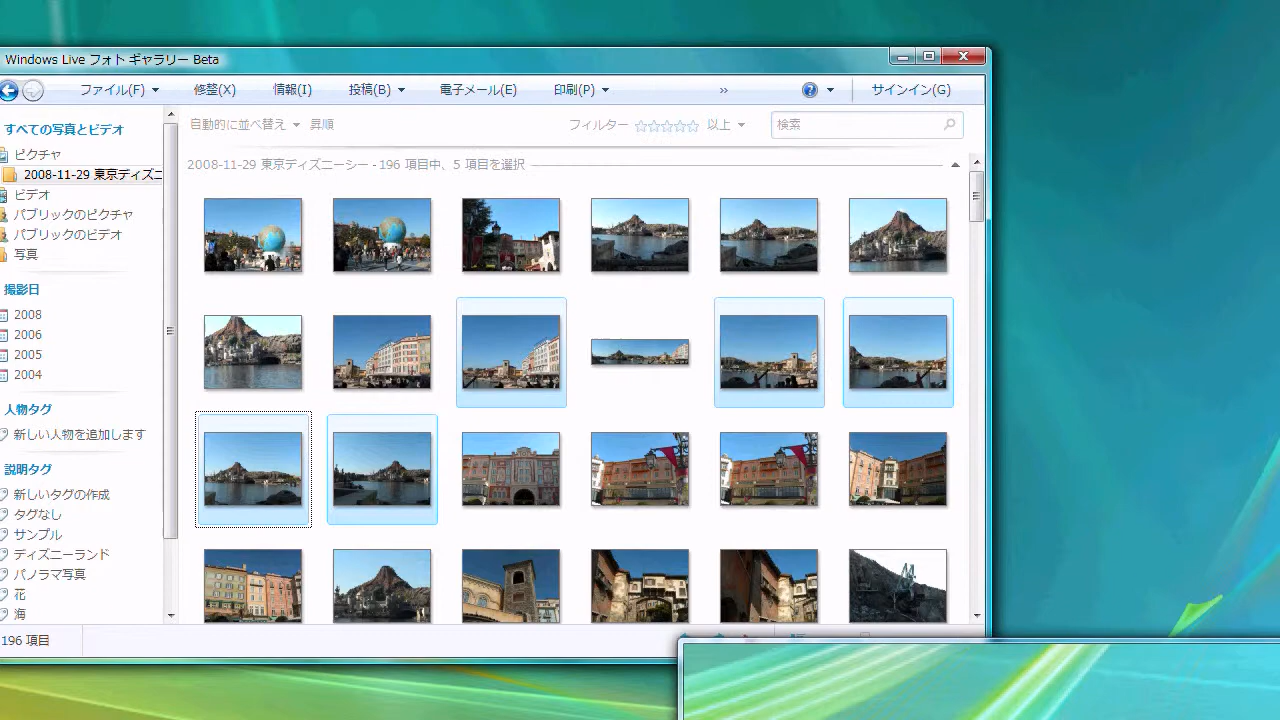 Windows Live フォト ギャラリー Beta
ファイル(F) 修整(X) 情報(I) 投稿(B) 電子メール(E) 印刷(P) » サインイン(G)
自動的に並べ替え 昇順 フィルター 以上 検索
2008-11-29 東京ディズニーシー - 196 項目中、5 項目を選択
すべての写真とビデオ
ピクチャ
2008-11-29 東京ディズニ
ビデオ
パブリックのピクチャ
パブリックのビデオ
写真
撮影日
2008
2006
2005
2004
人物タグ
新しい人物を追加します
説明タグ
新しいタグの作成
タグなし
サンプル
ディズニーランド
パノラマ写真
花
海
196 項目